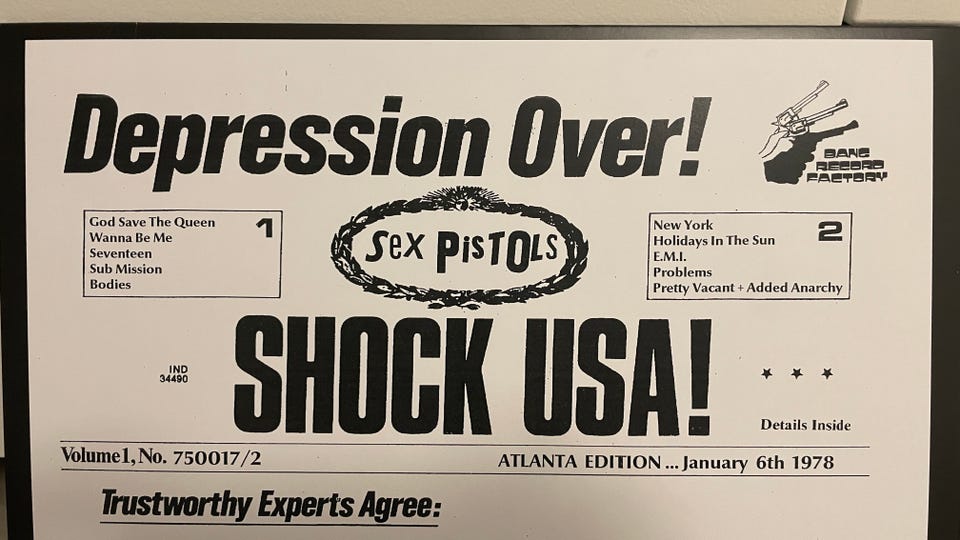 Depression Over!
BANG
RECORD
FACTORY
God Save The Queen
Wanna Be Me
Seventeen
Sub Mission
Bodies
1
Sex PisTOLs
New York
Holidays In The Sun
E.M.I.
Problems
Pretty Vacant + Added Anarchy
2
SHOCK USA!
IND
34490
Details Inside
Volume1, No. 750017/2
ATLANTA EDITION ... January 6th 1978
Trustworthy Experts Agree: